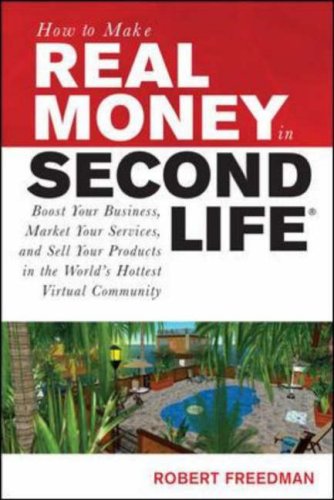 How to Make
REAL
MONEY in
SECOND
LIFE®
Boost Your Business,
Market Your Services,
and Sell Your Products
in the World's Hottest
Virtual Community
ROBERT FREEDMAN